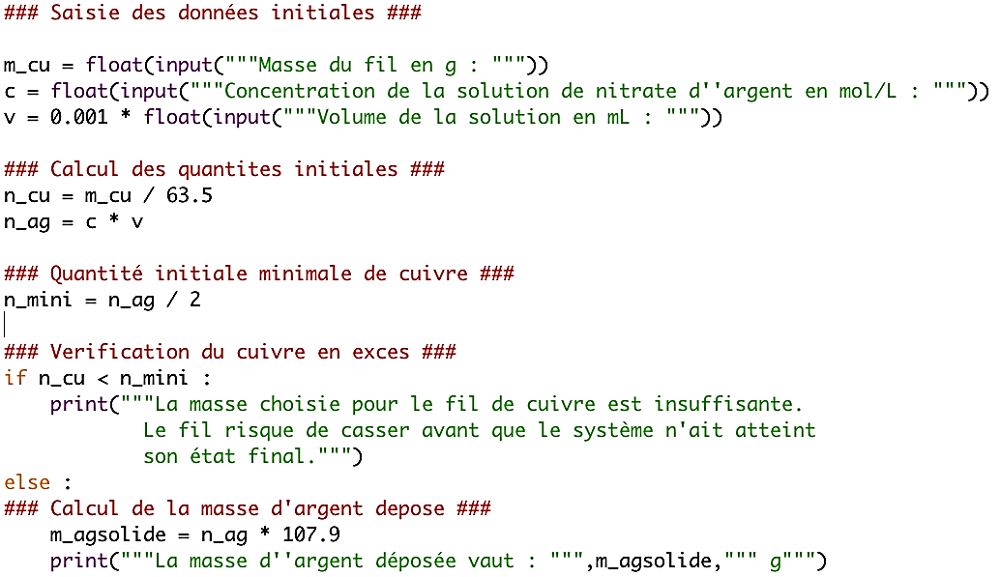 ### Saisie des données initiales ###
m_cu = float(input("""Masse du fil en g : """))
c = float(input("""Concentration de la solution de nitrate d''argent en mol/L : """))
v = 0.001 * float(input("""Volume de la solution en mL : """))
### Calcul des quantites initiales ###
n_cu = m_cu / 63.5
n_ag = c * v
### Quantité initiale minimale de cuivre ###
n_mini = n_ag / 2
### Verification du cuivre en exces ###
if n_cu < n_mini :
    print("""La masse choisie pour le fil de cuivre est insuffisante.
            Le fil risque de casser avant que le système n'ait atteint
            son état final.""")
else :
### Calcul de la masse d'argent depose ###
    m_agsolide = n_ag * 107.9
    print("""La masse d''argent déposée vaut : """,m_agsolide,""" g""")